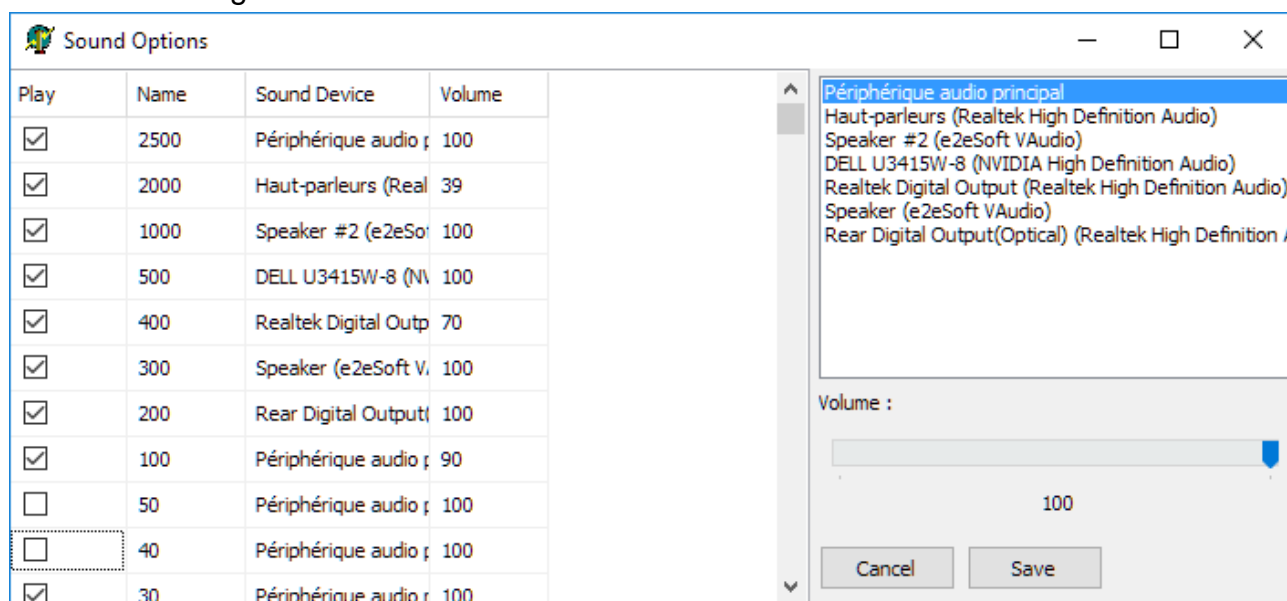 Sound Options
Play Name Sound Device Volume
2500 Périphérique audio p 100
2000 Haut-parleurs (Real 39
1000 Speaker #2 (e2eSo 100
500 DELL U3415W-8 (NV 100
400 Realtek Digital Outp 70
300 Speaker (e2eSoft V 100
200 Rear Digital Output( 100
100 Périphérique audio p 90
50 Périphérique audio p 100
40 Périphérique audio p 100
30 Périphérique audio 100
Périphérique audio principal
Haut-parleurs (Realtek High Definition Audio)
Speaker #2 (e2eSoft VAudio)
DELL U3415W-8 (NVIDIA High Definition Audio)
Realtek Digital Output (Realtek High Definition Audio)
Speaker (e2eSoft VAudio)
Rear Digital Output(Optical) (Realtek High Definition
Volume :
100
Cancel Save